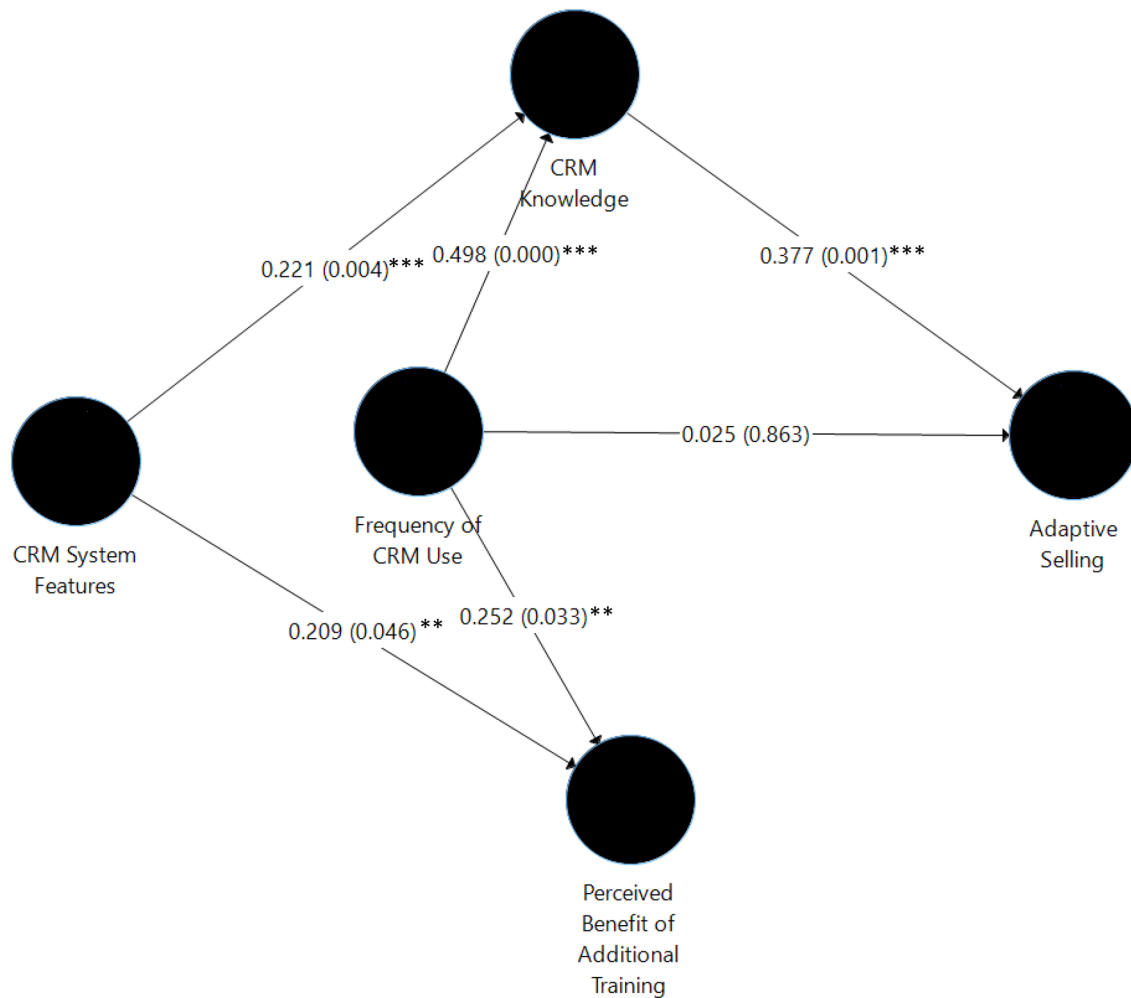 CRM
Knowledge
0.221 (0.004)***
0.498 (0.000)***
0.377 (0.001)***
0.025 (0.863)
CRM System
Features
Frequency of
CRM Use
Adaptive
Selling
0.209 (0.046) **
0.252 (0.033)**
Perceived
Benefit of
Additional
Training